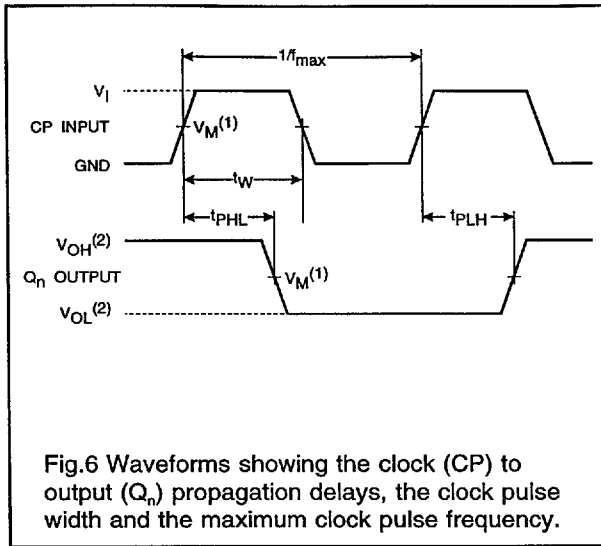 1/fmax
VI
CP INPUT
VM(1)
GND
tW
tPHL
tPLH
VOH(2)
Qn OUTPUT
VM(1)
VOL(2)
Fig.6 Waveforms showing the clock (CP) to
output (Qn) propagation delays, the clock pulse
width and the maximum clock pulse frequency.